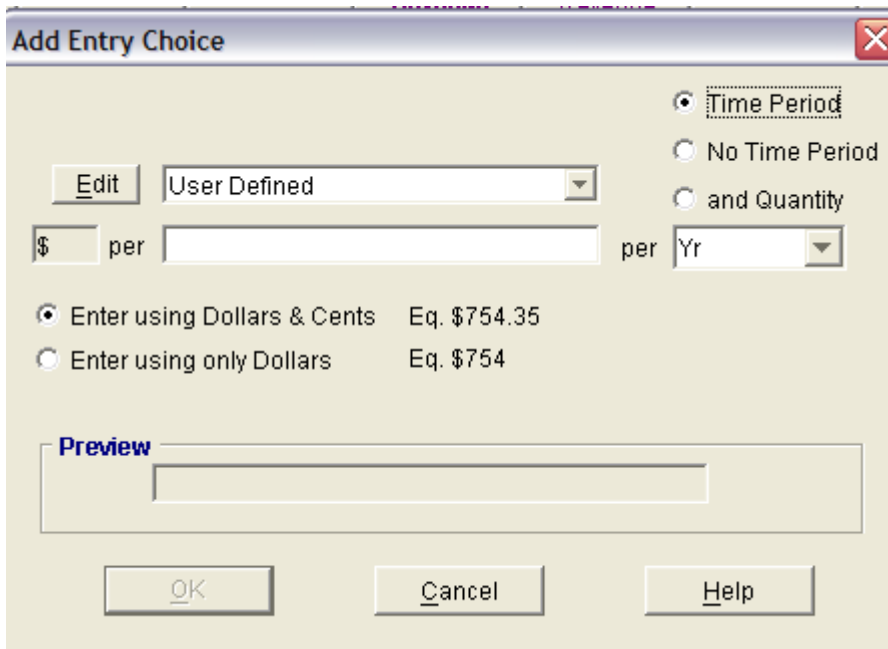 Add Entry Choice
Time Period
No Time Period
Edit User Defined
and Quantity
$ per per Yr
Enter using Dollars & Cents Eq. $754.35
Enter using only Dollars Eq. $754
Preview
OK Cancel Help